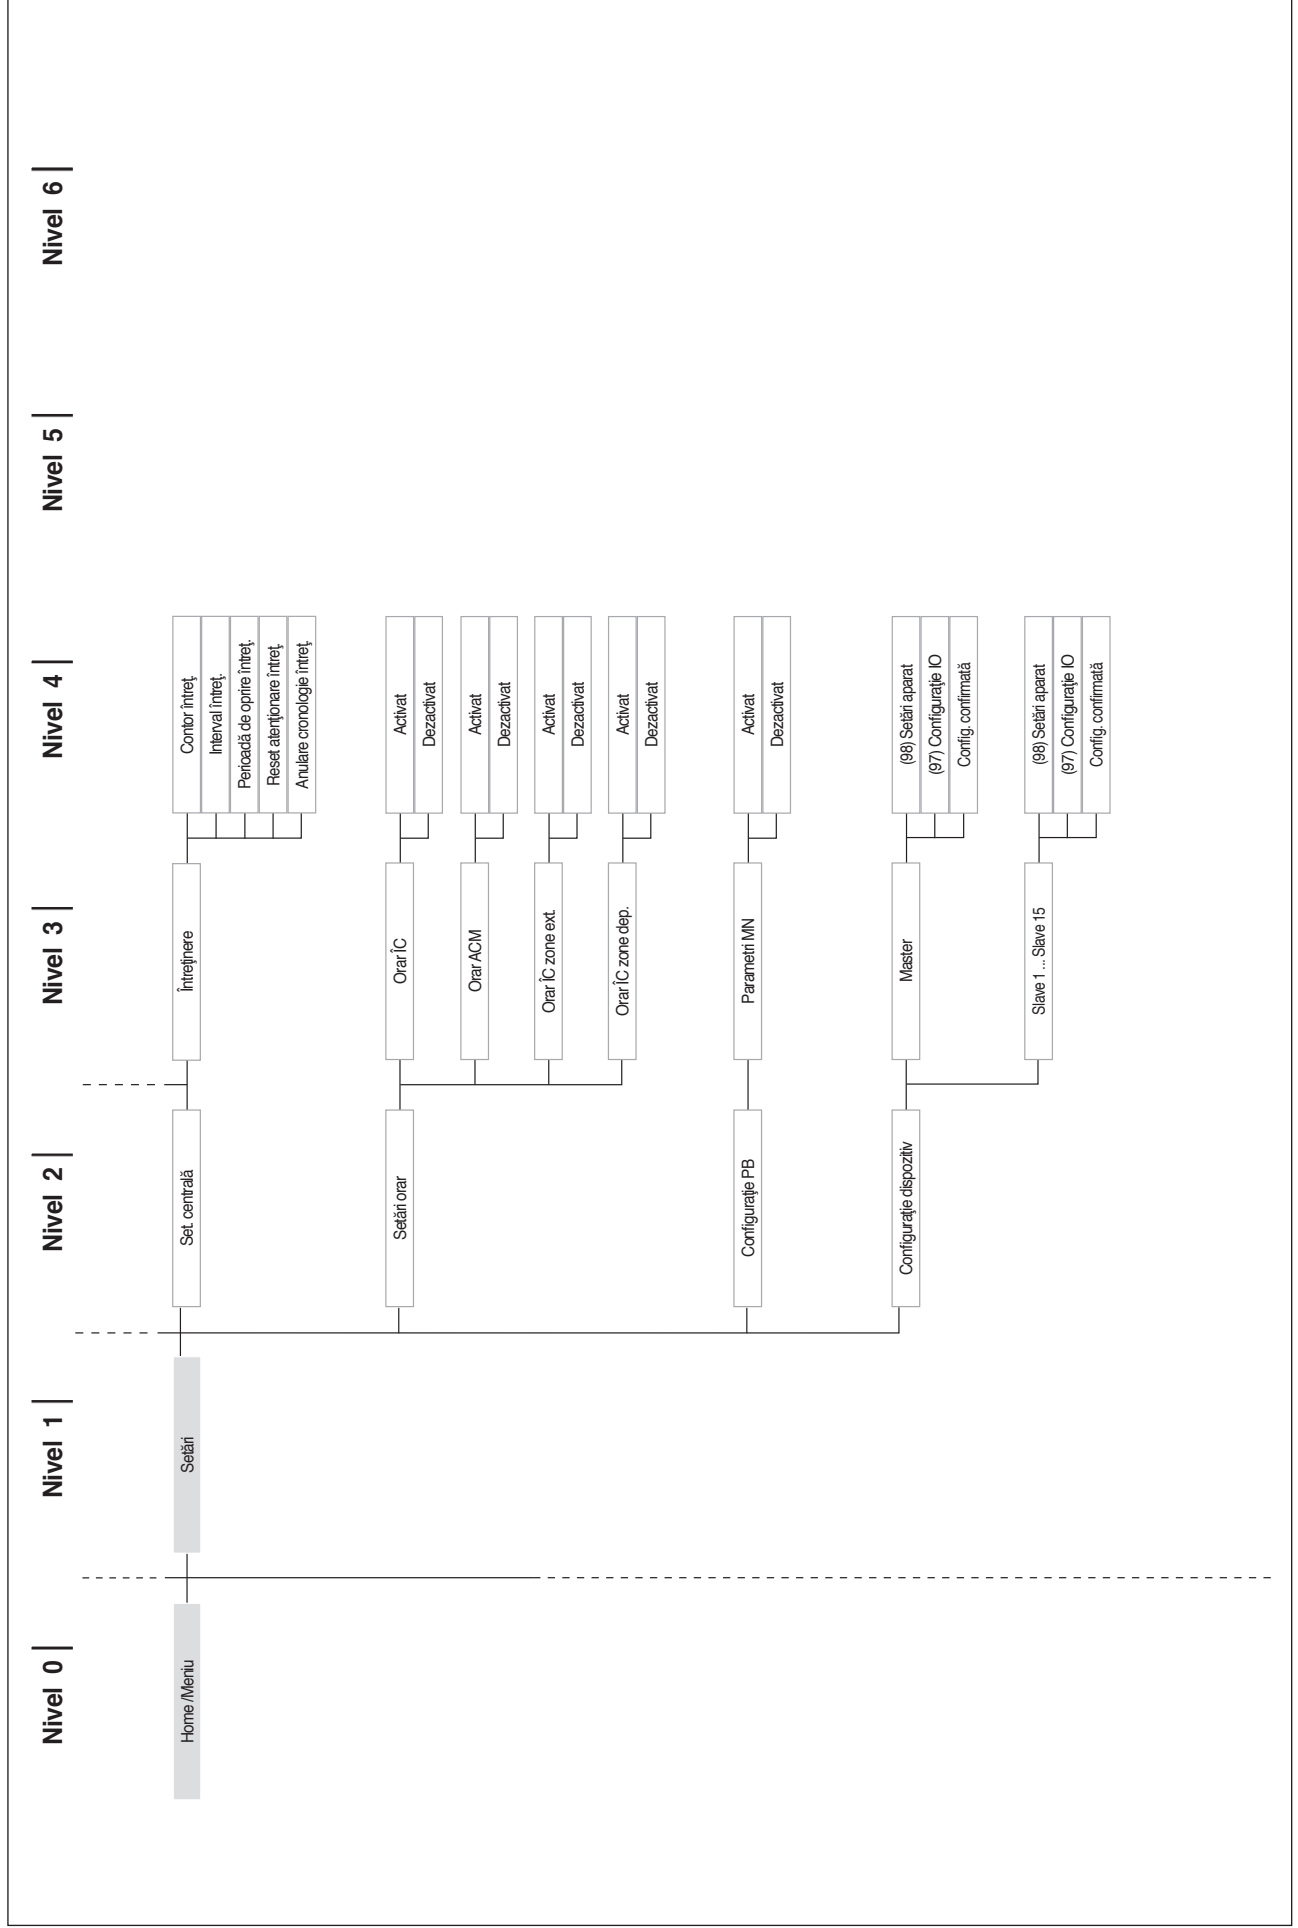 Nivel 0
Nivel 1
Nivel 2
Nivel 3
Nivel 4
Nivel 5
Nivel 6
Home /Meniu
Setări
Set. centrală
Întreţinere
Contor întreţ.
Interval întreţ.
Perioadă de oprire întreţ.
Reset atenţionare întreţ.
Anulare cronologie întreţ.
Setări orar
Orar ÎC
Activat
Dezactivat
Orar ACM
Activat
Dezactivat
Orar ÎC zone ext.
Activat
Dezactivat
Orar ÎC zone dep.
Activat
Dezactivat
Configuraţie PB
Parametri MN
Activat
Dezactivat
Configuraţie dispozitiv
Master
(98) Setări aparat
(97) Configuraţie IO
Config. confirmată
Slave 1 ... Slave 15
(98) Setări aparat
(97) Configuraţie IO
Config. confirmată